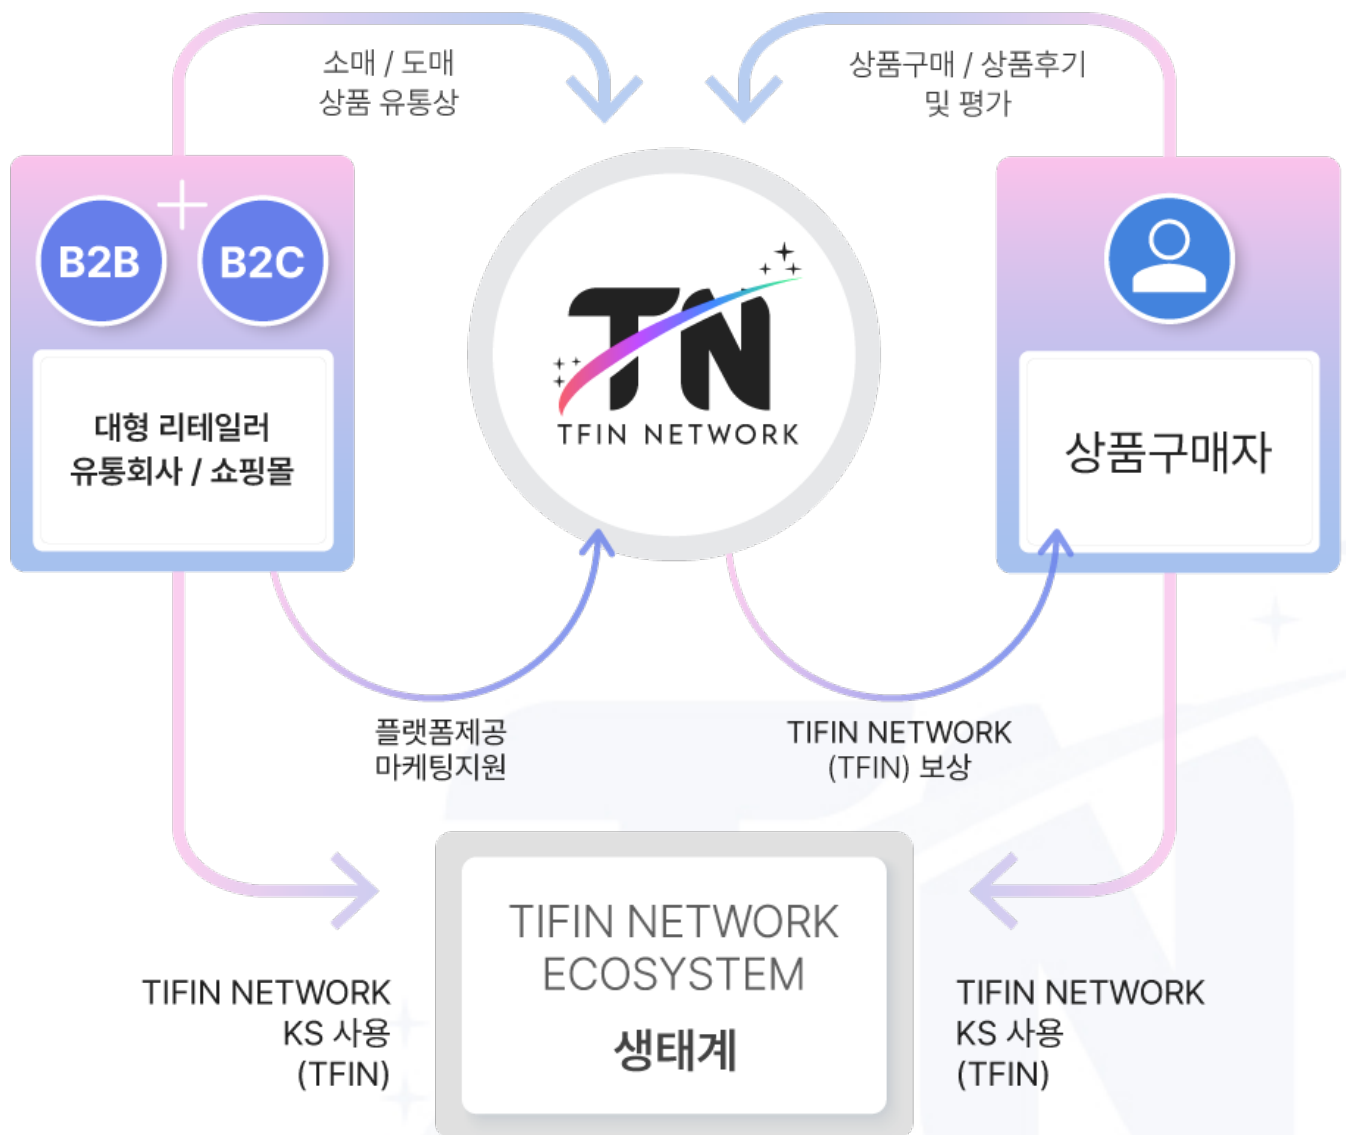 소매 / 도매
상품 유통상
상품구매 / 상품후기
및 평가
B2B
B2C
대형 리테일러
유통회사 / 쇼핑몰
TN
TFIN NETWORK
상품구매자
플랫폼제공
마케팅지원
TIFIN NETWORK
(TFIN) 보상
TIFIN NETWORK
ECOSYSTEM
생태계
TIFIN NETWORK
KS 사용
(TFIN)
TIFIN NETWORK
KS 사용
(TFIN)